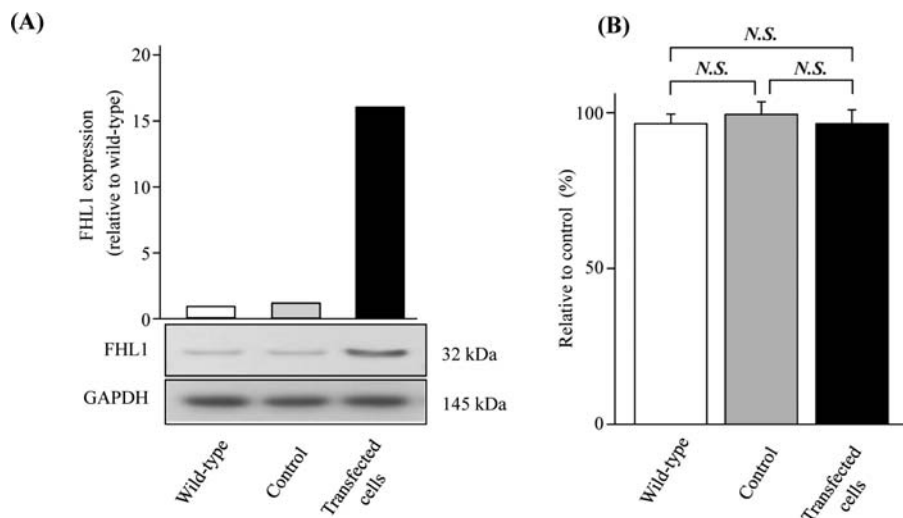 (A)
20
15
10
5
0
FHL1 expression
(relative to wild-type)
FHL1
32 kDa
GAPDH
145 kDa
Wild-type
Control
Transfected
cells
(B)
N.S.
N.S.
N.S.
100
50
0
Relative to control (%)
Wild-type
Control
Transfected
cells